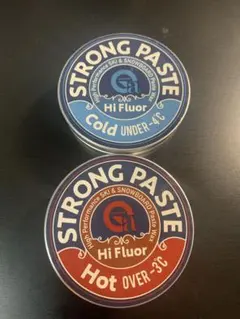 STRONG PASTE
High Performance SKI & SNOWBOARD Paste Wax
Hi Fluor
Cold UNDER -4℃
STRONG PASTE
High Performance SKI & SNOWBOARD Paste Wax
Hi Fluor
Hot OVER -3℃